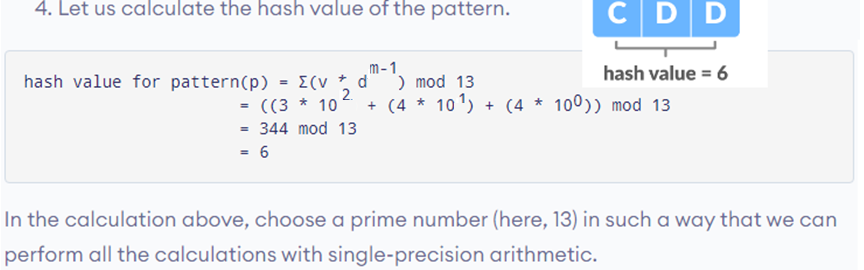 4. Let us calculate the hash value of the pattern.
C D D
hash value = 6
hash value for pattern(p) = Σ(v * d^m-1) mod 13
= ((3 * 10^2 + (4 * 10^1) + (4 * 10^0)) mod 13
= 344 mod 13
= 6
In the calculation above, choose a prime number (here, 13) in such a way that we can
perform all the calculations with single-precision arithmetic.